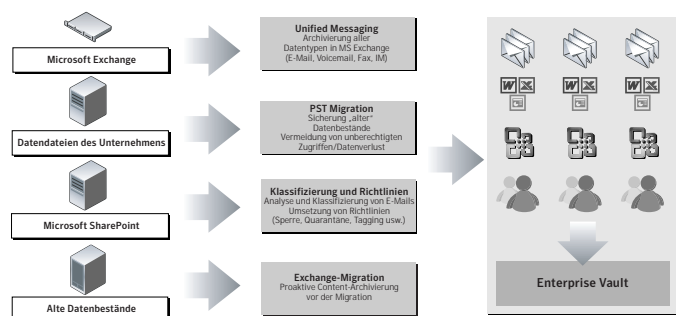 Microsoft Exchange
Unified Messaging
Archivierung aller
Datentypen in MS Exchange
(E-Mail, Voicemail, Fax, IM)
Datendateien des Unternehmens
PST Migration
Sicherung „alter“
Datenbestände
Vermeidung von unberechtigten
Zugriffen/Datenverlust
Microsoft SharePoint
Klassifizierung und Richtlinien
Analyse und Klassifizierung von E-Mails
Umsetzung von Richtlinien
(Sperre, Quarantäne, Tagging usw.)
Alte Datenbestände
Exchange-Migration
Proaktive Content-Archivierung
vor der Migration
W X W X W X
Enterprise Vault